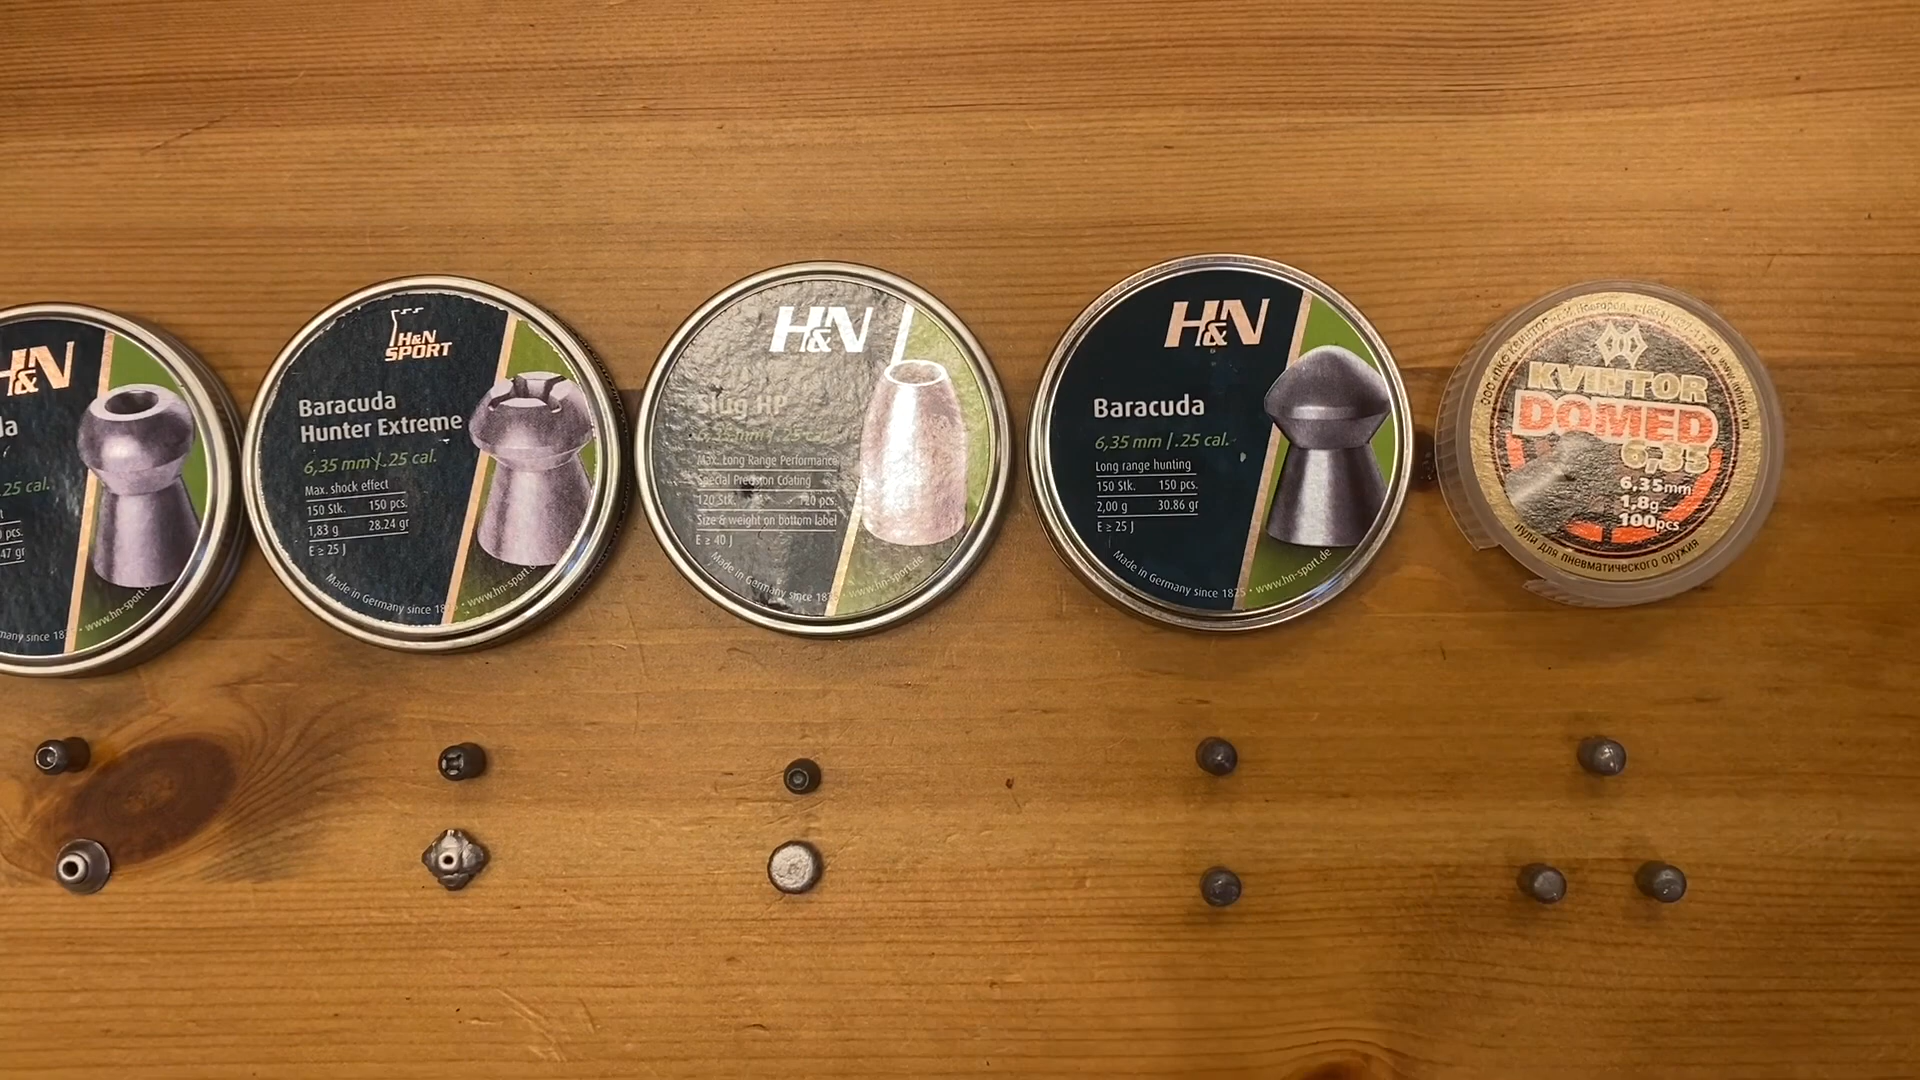 H&N
da
.25 cal.
pcs.
47 gr
many since 18
www.hn-sport.
H&N
SPORT
Baracuda
Hunter Extreme
6,35 mm / .25 cal.
Max. shock effect
150 Stk. 150 pcs.
1,83 g 28.24 gr
E ≥ 25 J
Made in Germany since 18 • www.hn-sport.de
H&N
Slug HP
6,35 mm / .25 cal.
Max. Long Range Performance
Special Precision Coating
120 Stk. 120 pcs.
Size & weight on bottom label
E ≥ 40 J
Made in Germany since 1825 • www.hn-sport.de
H&N
Baracuda
6,35 mm / .25 cal.
Long range hunting
150 Stk. 150 pcs.
2,00 g 30.86 gr
E ≥ 25 J
Made in Germany since 1825 • www.hn-sport.de
KVINTOR
DOMED
6,35
6,35mm
1,8g
100pcs
пули для пневматического оружия